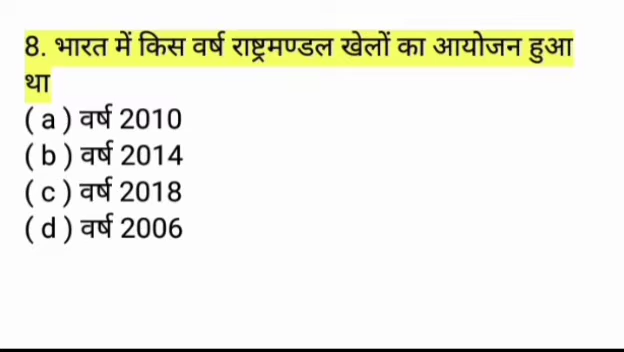 8. भारत में किस वर्ष राष्ट्रमण्डल खेलों का आयोजन हुआ
था
( a ) वर्ष 2010
( b ) वर्ष 2014
( c ) वर्ष 2018
( d ) वर्ष 2006